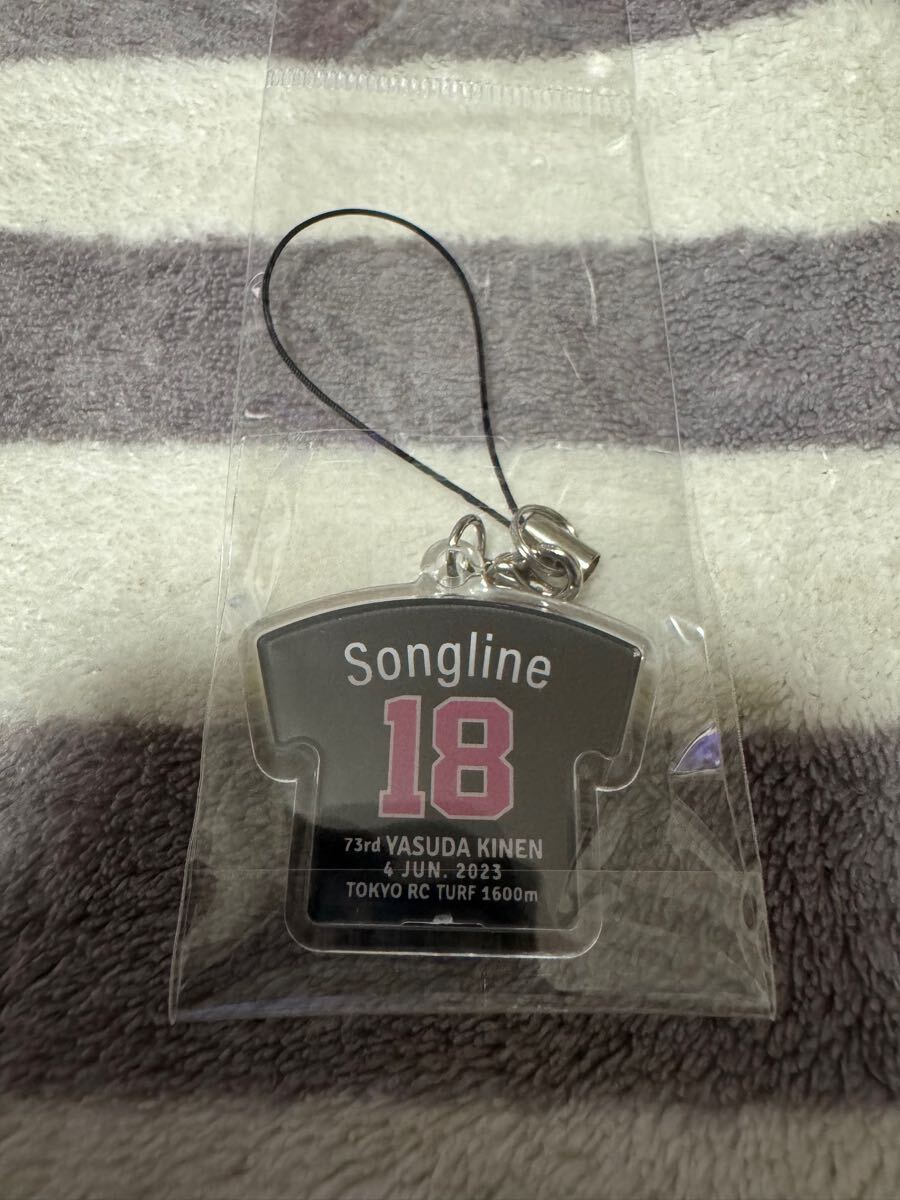 Songline
18
73rd YASUDA KINEN
4 JUN. 2023
TOKYO RC TURF 1600m